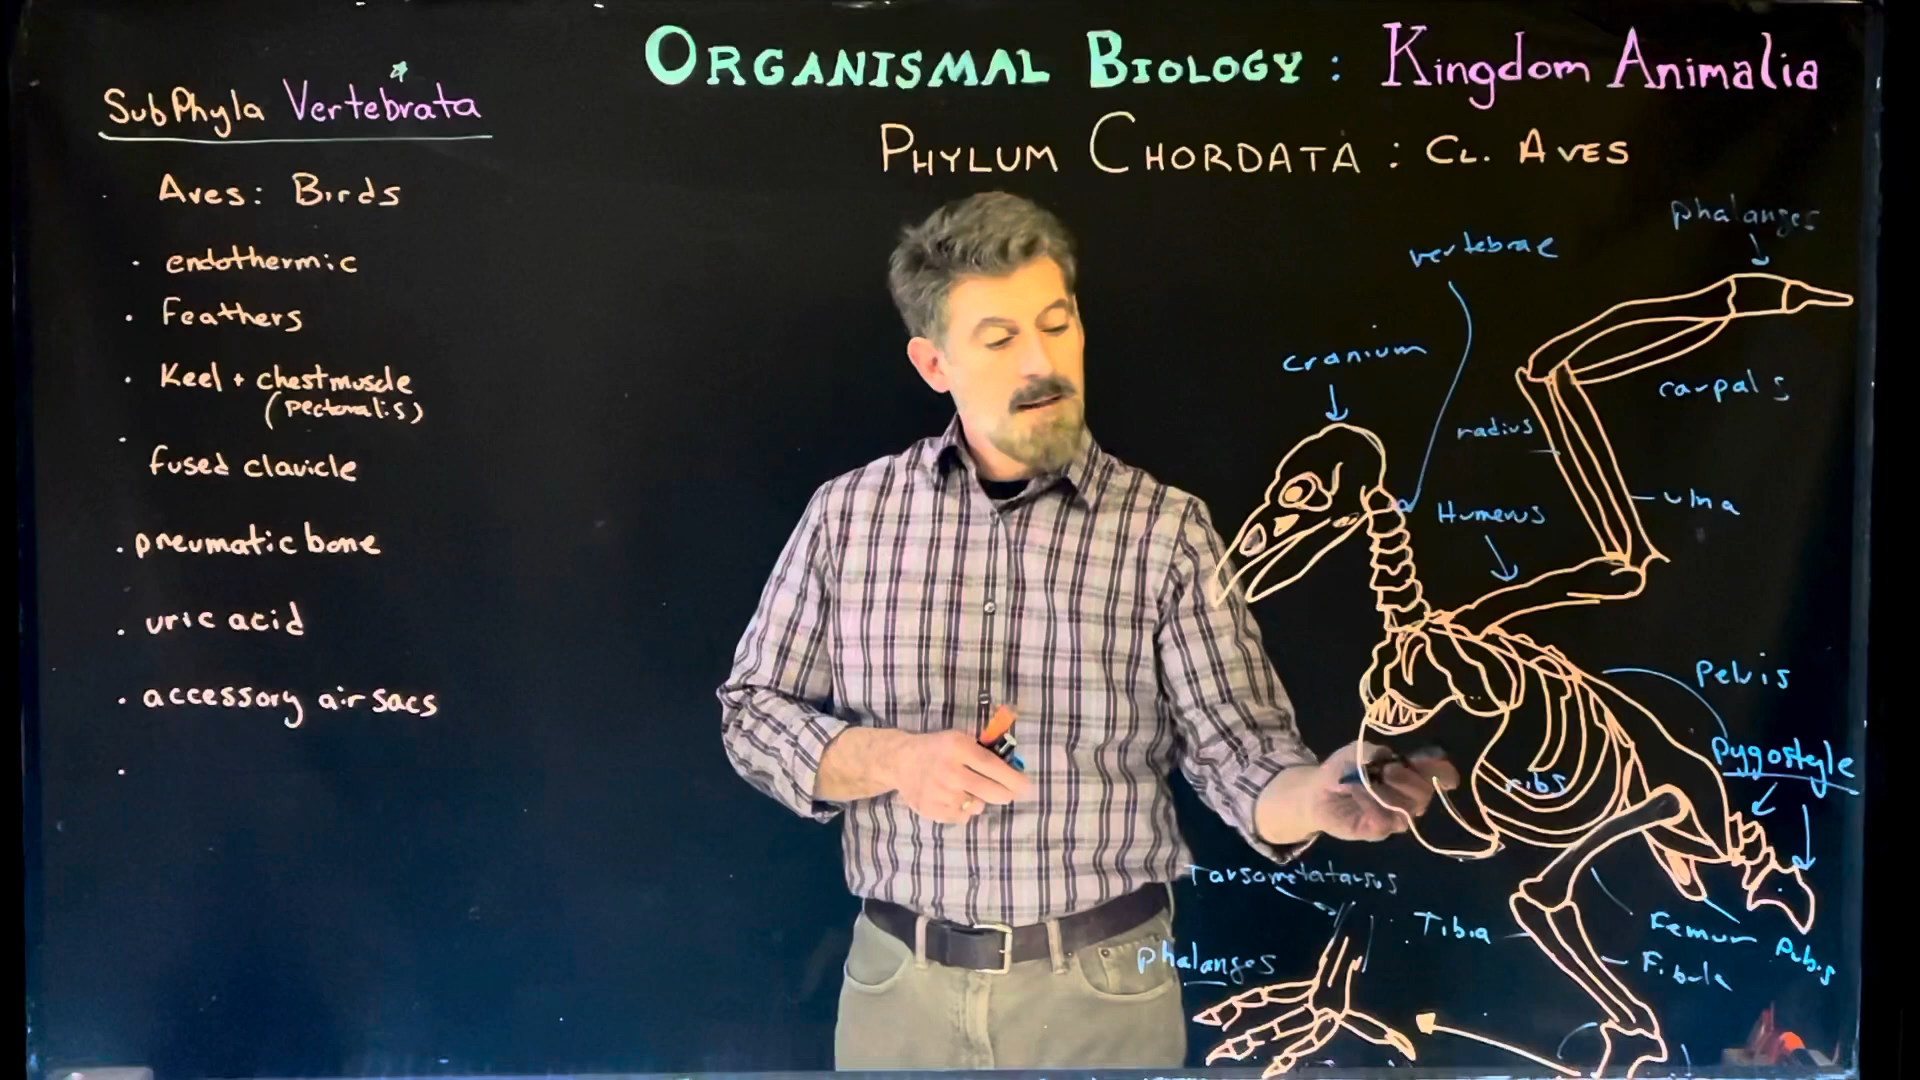 ORGANISMAL BIOLOGY : Kingdom Animalia
PHYLUM CHORDATA : CL. AVES
SubPhyla Vertebrata
Aves: Birds
endothermic
Feathers
Keel + chest muscle
(pectoralis)
fused clavicle
pneumatic bone
uric acid
accessory air sacs
phalanges
vertebrae
cranium
carpals
radius
ulna
Humerus
Pelvis
pygostyle
ribs
Tarsometatarsus
Tibia
Femur
Pubis
Fibula
phalanges